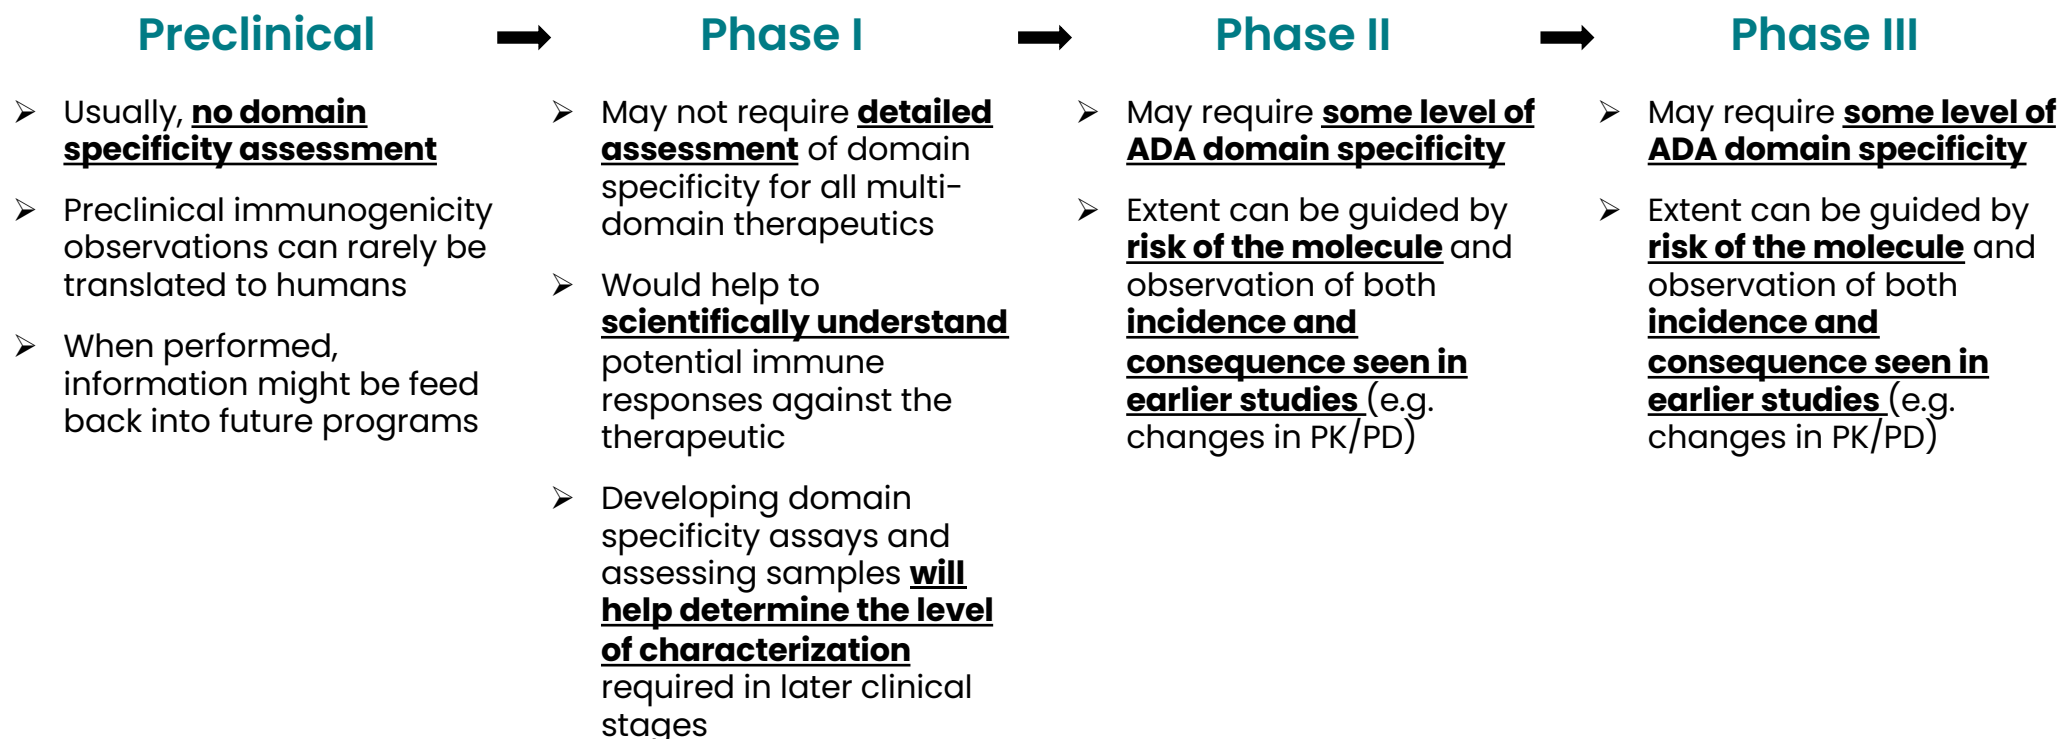 Preclinical
Usually, no domain
specificity assessment
Preclinical immunogenicity
observations can rarely be
translated to humans
When performed,
information might be feed
back into future programs
Phase I
May not require detailed
assessment of domain
specificity for all multi-
domain therapeutics
Would help to
scientifically understand
potential immune
responses against the
therapeutic
Developing domain
specificity assays and
assessing samples will
help determine the level
of characterization
required in later clinical
stages
Phase II
May require some level of
ADA domain specificity
Extent can be guided by
risk of the molecule and
observation of both
incidence and
consequence seen in
earlier studies (e.g.
changes in PK/PD)
Phase III
May require some level of
ADA domain specificity
Extent can be guided by
risk of the molecule and
observation of both
incidence and
consequence seen in
earlier studies (e.g.
changes in PK/PD)